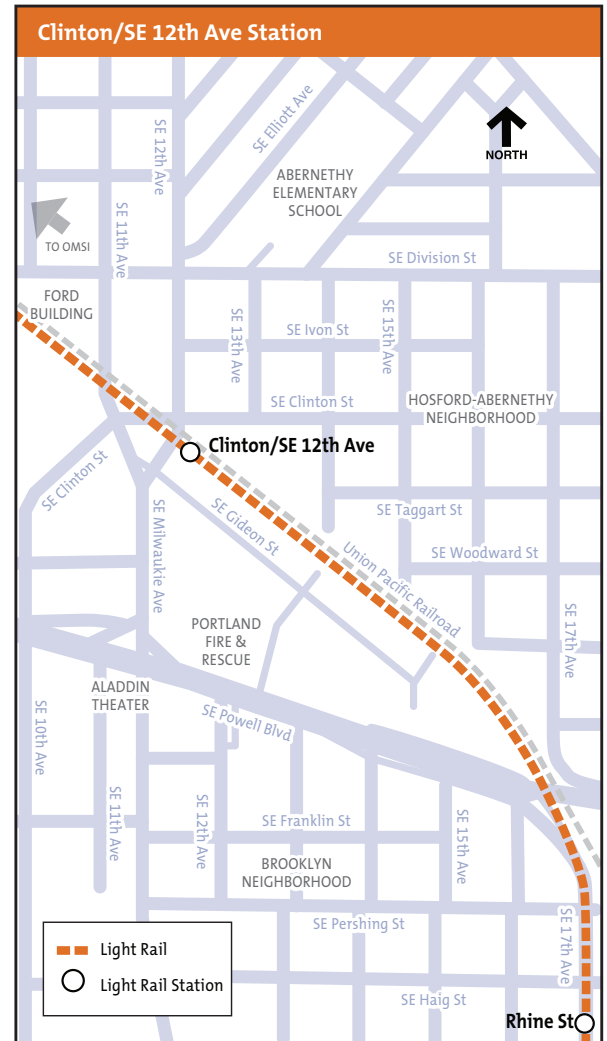 Clinton/SE 12th Ave Station
SE Elliott Ave
SE 12th Ave
NORTH
ABERNETHY
ELEMENTARY
SCHOOL
SE 11th Ave
TO OMSI
SE Division St
FORD
BUILDING
SE 13th Ave
SE Ivon St
SE 15th Ave
SE Clinton St
HOSFORD-ABERNETHY
NEIGHBORHOOD
Clinton/SE 12th Ave
SE Clinton St
SE Milwaukie Ave
SE Gideon St
SE Taggart St
Union Pacific Railroad
SE Woodward St
PORTLAND
FIRE &
RESCUE
SE 17th Ave
ALADDIN
THEATER
SE 10th Ave
SE Powell Blvd
SE 11th Ave
SE 12th Ave
SE Franklin St
SE 15th Ave
BROOKLYN
NEIGHBORHOOD
SE Pershing St
SE 17th Ave
Light Rail
Light Rail Station
SE Haig St
Rhine St